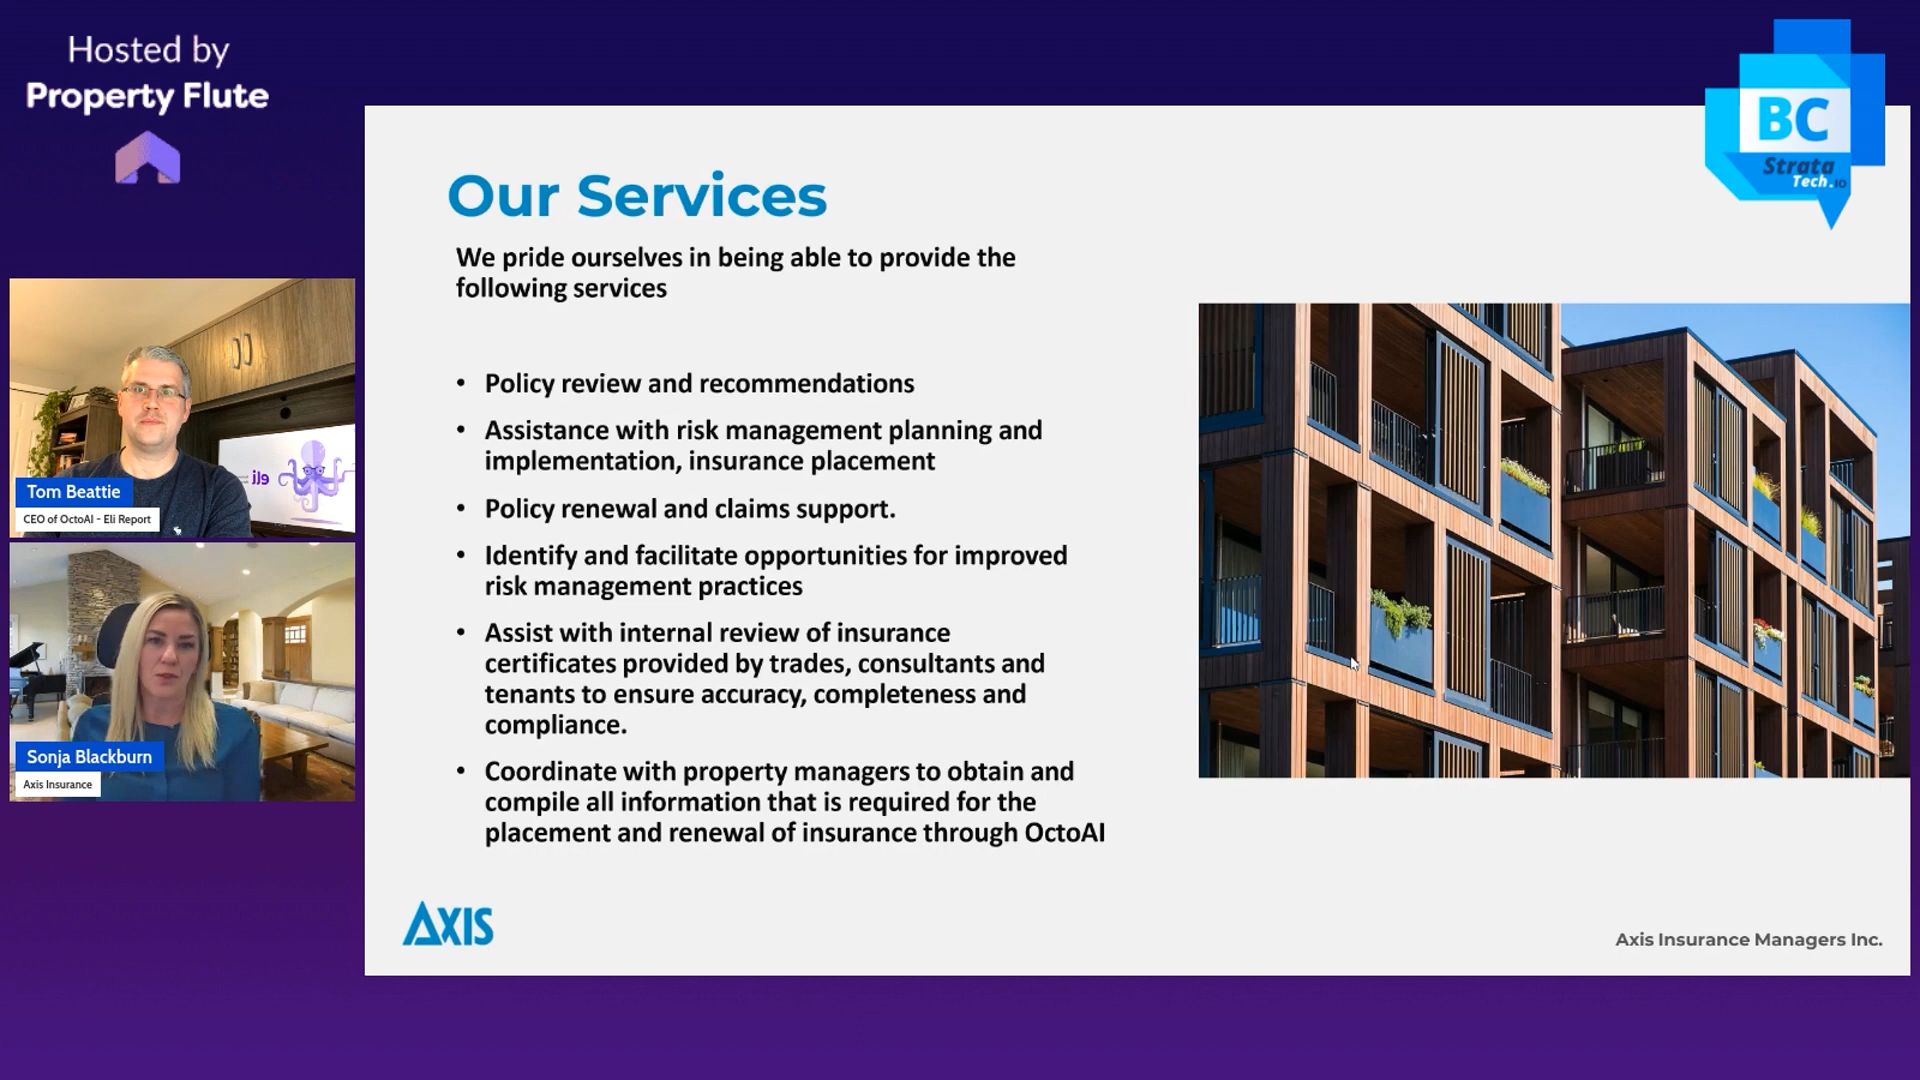 Hosted by
Property Flute
BC
Strata
Tech.IO
Our Services
We pride ourselves in being able to provide the
following services
• Policy review and recommendations
• Assistance with risk management planning and
implementation, insurance placement
• Policy renewal and claims support.
• Identify and facilitate opportunities for improved
risk management practices
• Assist with internal review of insurance
certificates provided by trades, consultants and
tenants to ensure accuracy, completeness and
compliance.
• Coordinate with property managers to obtain and
compile all information that is required for the
placement and renewal of insurance through OctoAI
AXIS
Axis Insurance Managers Inc.
eli
Tom Beattie
CEO of OctoAI - Eli Report
Sonja Blackburn
Axis Insurance